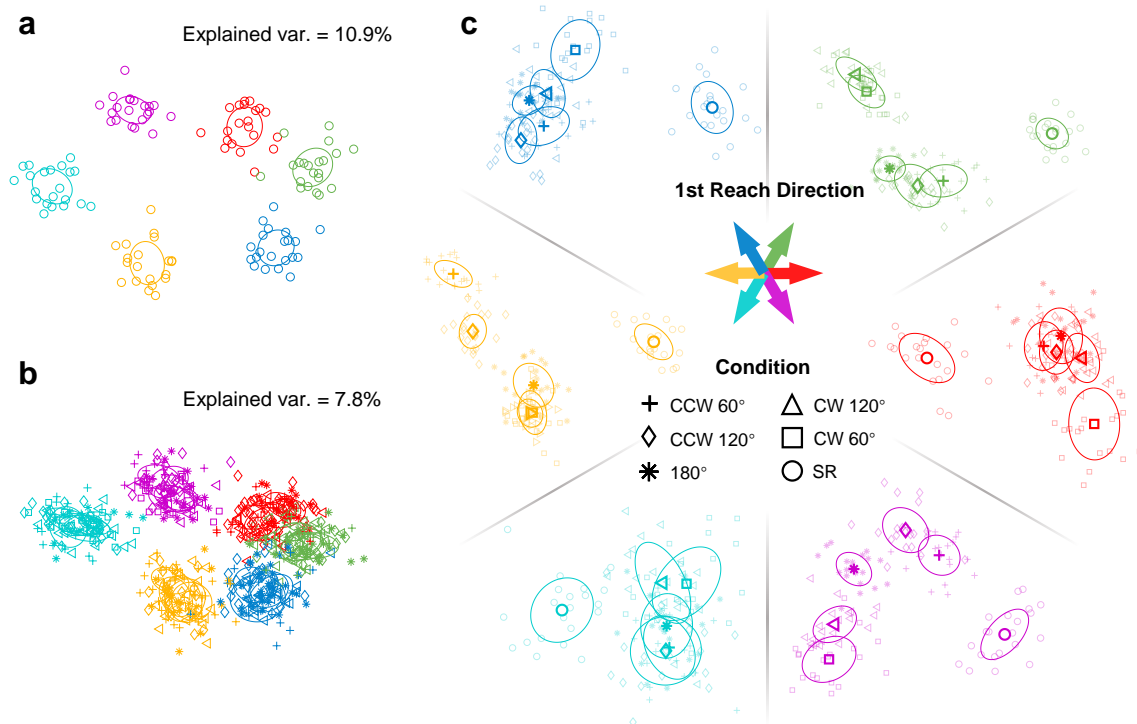 a
Explained var. = 10.9%
b
Explained var. = 7.8%
c
1st Reach Direction
Condition
CCW 60°
CW 120°
CCW 120°
CW 60°
180°
SR